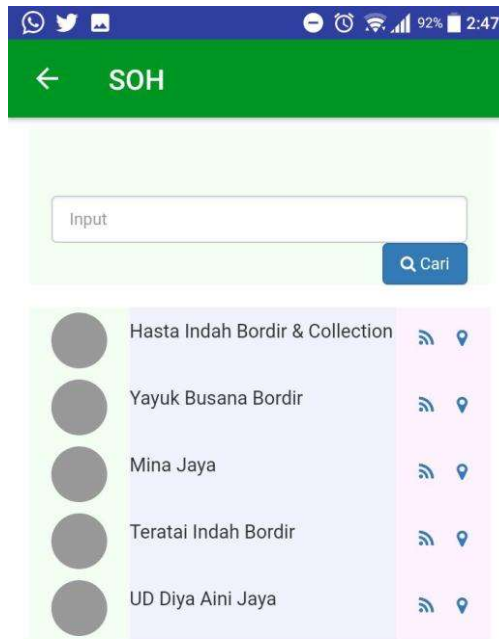 92% 2:47
SOH
Input
Cari
Hasta Indah Bordir & Collection
Yayuk Busana Bordir
Mina Jaya
Teratai Indah Bordir
UD Diya Aini Jaya